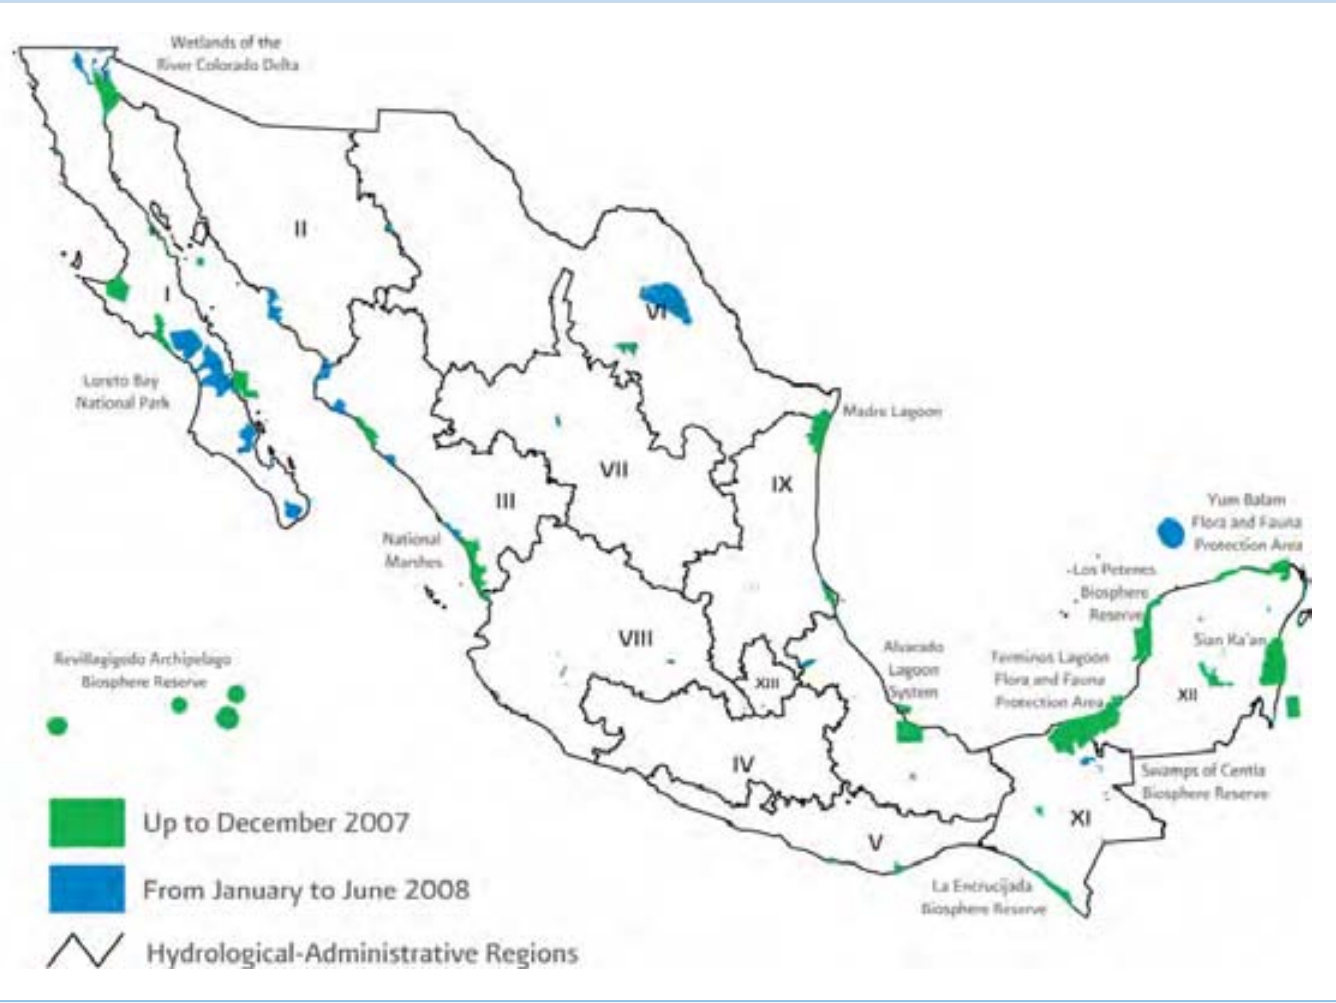 Wetlands of the
River Colorado Delta
II
I
VI
Loreto Bay
National Park
Madre Lagoon
VII
IX
III
National
Marshes
Yum Balam
Flora and Fauna
Protection Area
Los Petenes
Biosphere
Reserve
VIII
Sian Ka'an
Alvarado
Lagoon
System
Terminos Lagoon
Flora and Fauna
Protection Area
Revillagigedo Archipelago
Biosphere Reserve
XIII
XII
IV
Swamps of Centla
Biosphere Reserve
XI
V
La Encrucijada
Biosphere Reserve
Up to December 2007
From January to June 2008
Hydrological-Administrative Regions